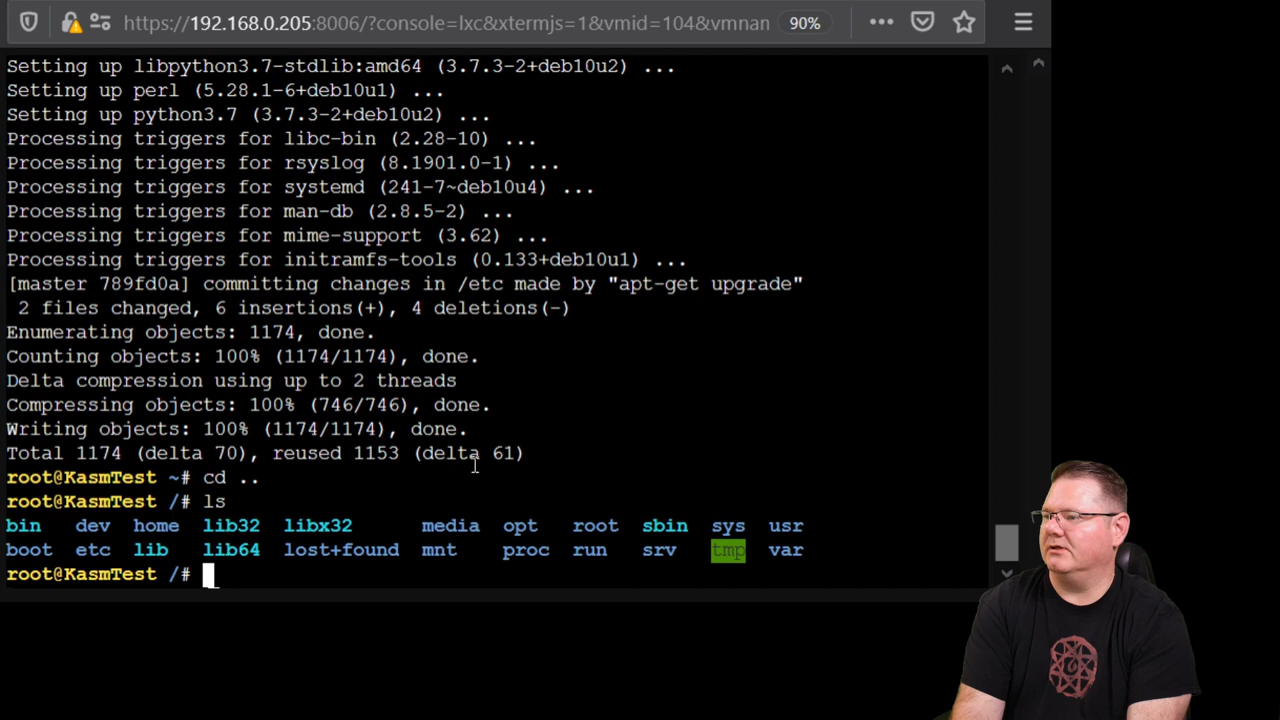 https://192.168.0.205:8006/?console=lxc&xtermjs=1&vmid=104&vmnan 90%
Setting up libpython3.7-stdlib:amd64 (3.7.3-2+deb10u2) ...
Setting up perl (5.28.1-6+deb10u1) ...
Setting up python3.7 (3.7.3-2+deb10u2) ...
Processing triggers for libc-bin (2.28-10) ...
Processing triggers for rsyslog (8.1901.0-1) ...
Processing triggers for systemd (241-7~deb10u4) ...
Processing triggers for man-db (2.8.5-2) ...
Processing triggers for mime-support (3.62) ...
Processing triggers for initramfs-tools (0.133+deb10u1) ...
[master 789fd0a] committing changes in /etc made by "apt-get upgrade"
2 files changed, 6 insertions(+), 4 deletions(-)
Enumerating objects: 1174, done.
Counting objects: 100% (1174/1174), done.
Delta compression using up to 2 threads
Compressing objects: 100% (746/746), done.
Writing objects: 100% (1174/1174), done.
Total 1174 (delta 70), reused 1153 (delta 61)
root@KasmTest ~# cd ..
root@KasmTest /# ls
bin dev home lib32 libx32 media opt root sbin sys usr
boot etc lib lib64 lost+found mnt proc run srv tmp var
root@KasmTest /#